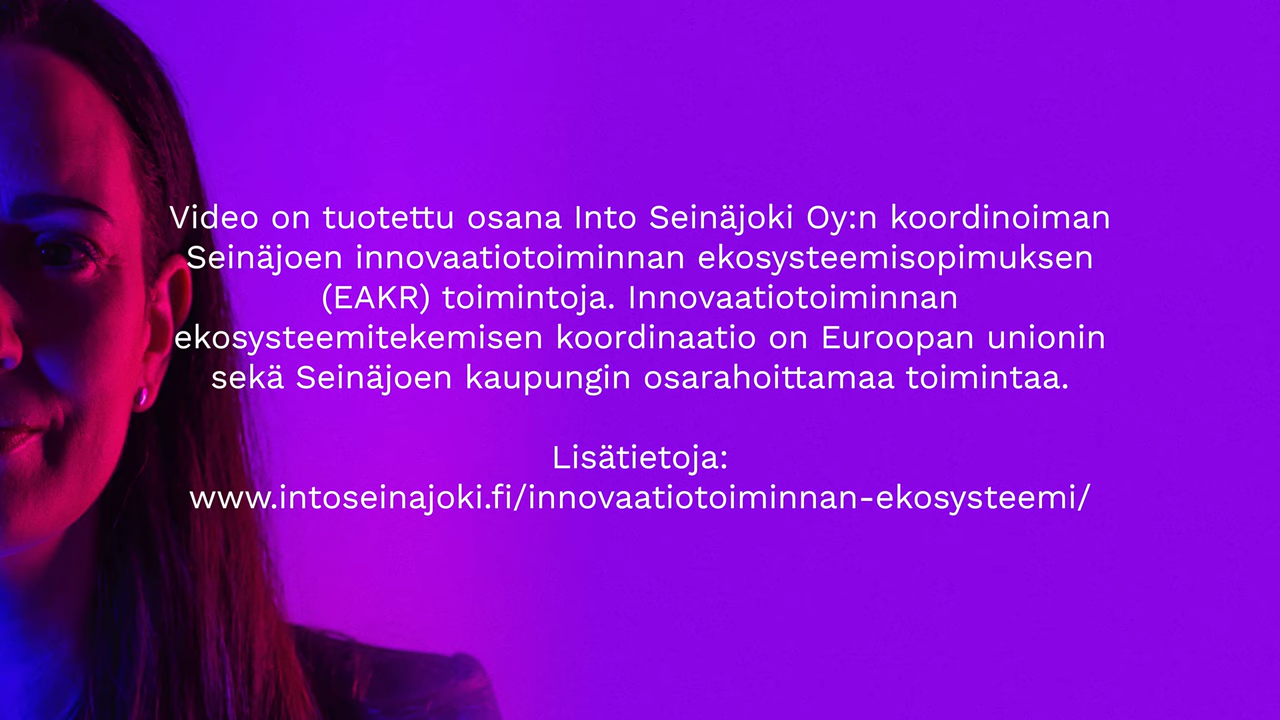 Video on tuotettu osana Into Seinäjoki Oy:n koordinoiman
Seinäjoen innovaatiotoiminnan ekosysteemisopimuksen
(EAKR) toimintoja. Innovaatiotoiminnan
ekosysteemitekemisen koordinaatio on Euroopan unionin
sekä Seinäjoen kaupungin osarahoittamaa toimintaa.
Lisätietoja:
www.intoseinajoki.fi/innovaatiotoiminnan-ekosysteemi/